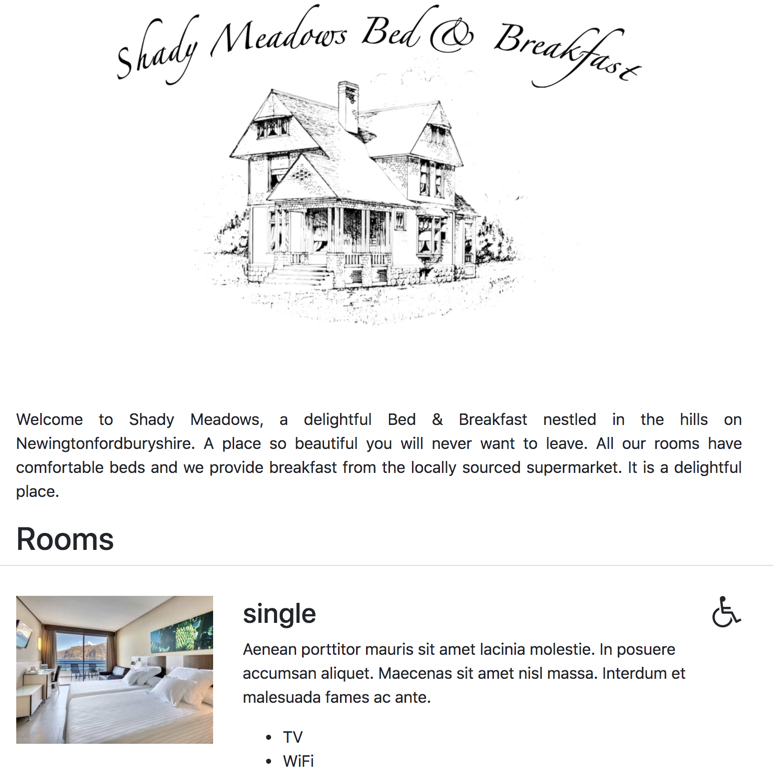 Shady Meadows Bed & Breakfast
Welcome to Shady Meadows, a delightful Bed & Breakfast nestled in the hills on
Newingtonfordburyshire. A place so beautiful you will never want to leave. All our rooms have
comfortable beds and we provide breakfast from the locally sourced supermarket. It is a delightful
place.
Rooms
single
Aenean porttitor mauris sit amet lacinia molestie. In posuere
accumsan aliquet. Maecenas sit amet nisl massa. Interdum et
malesuada fames ac ante.
• TV
• WiFi